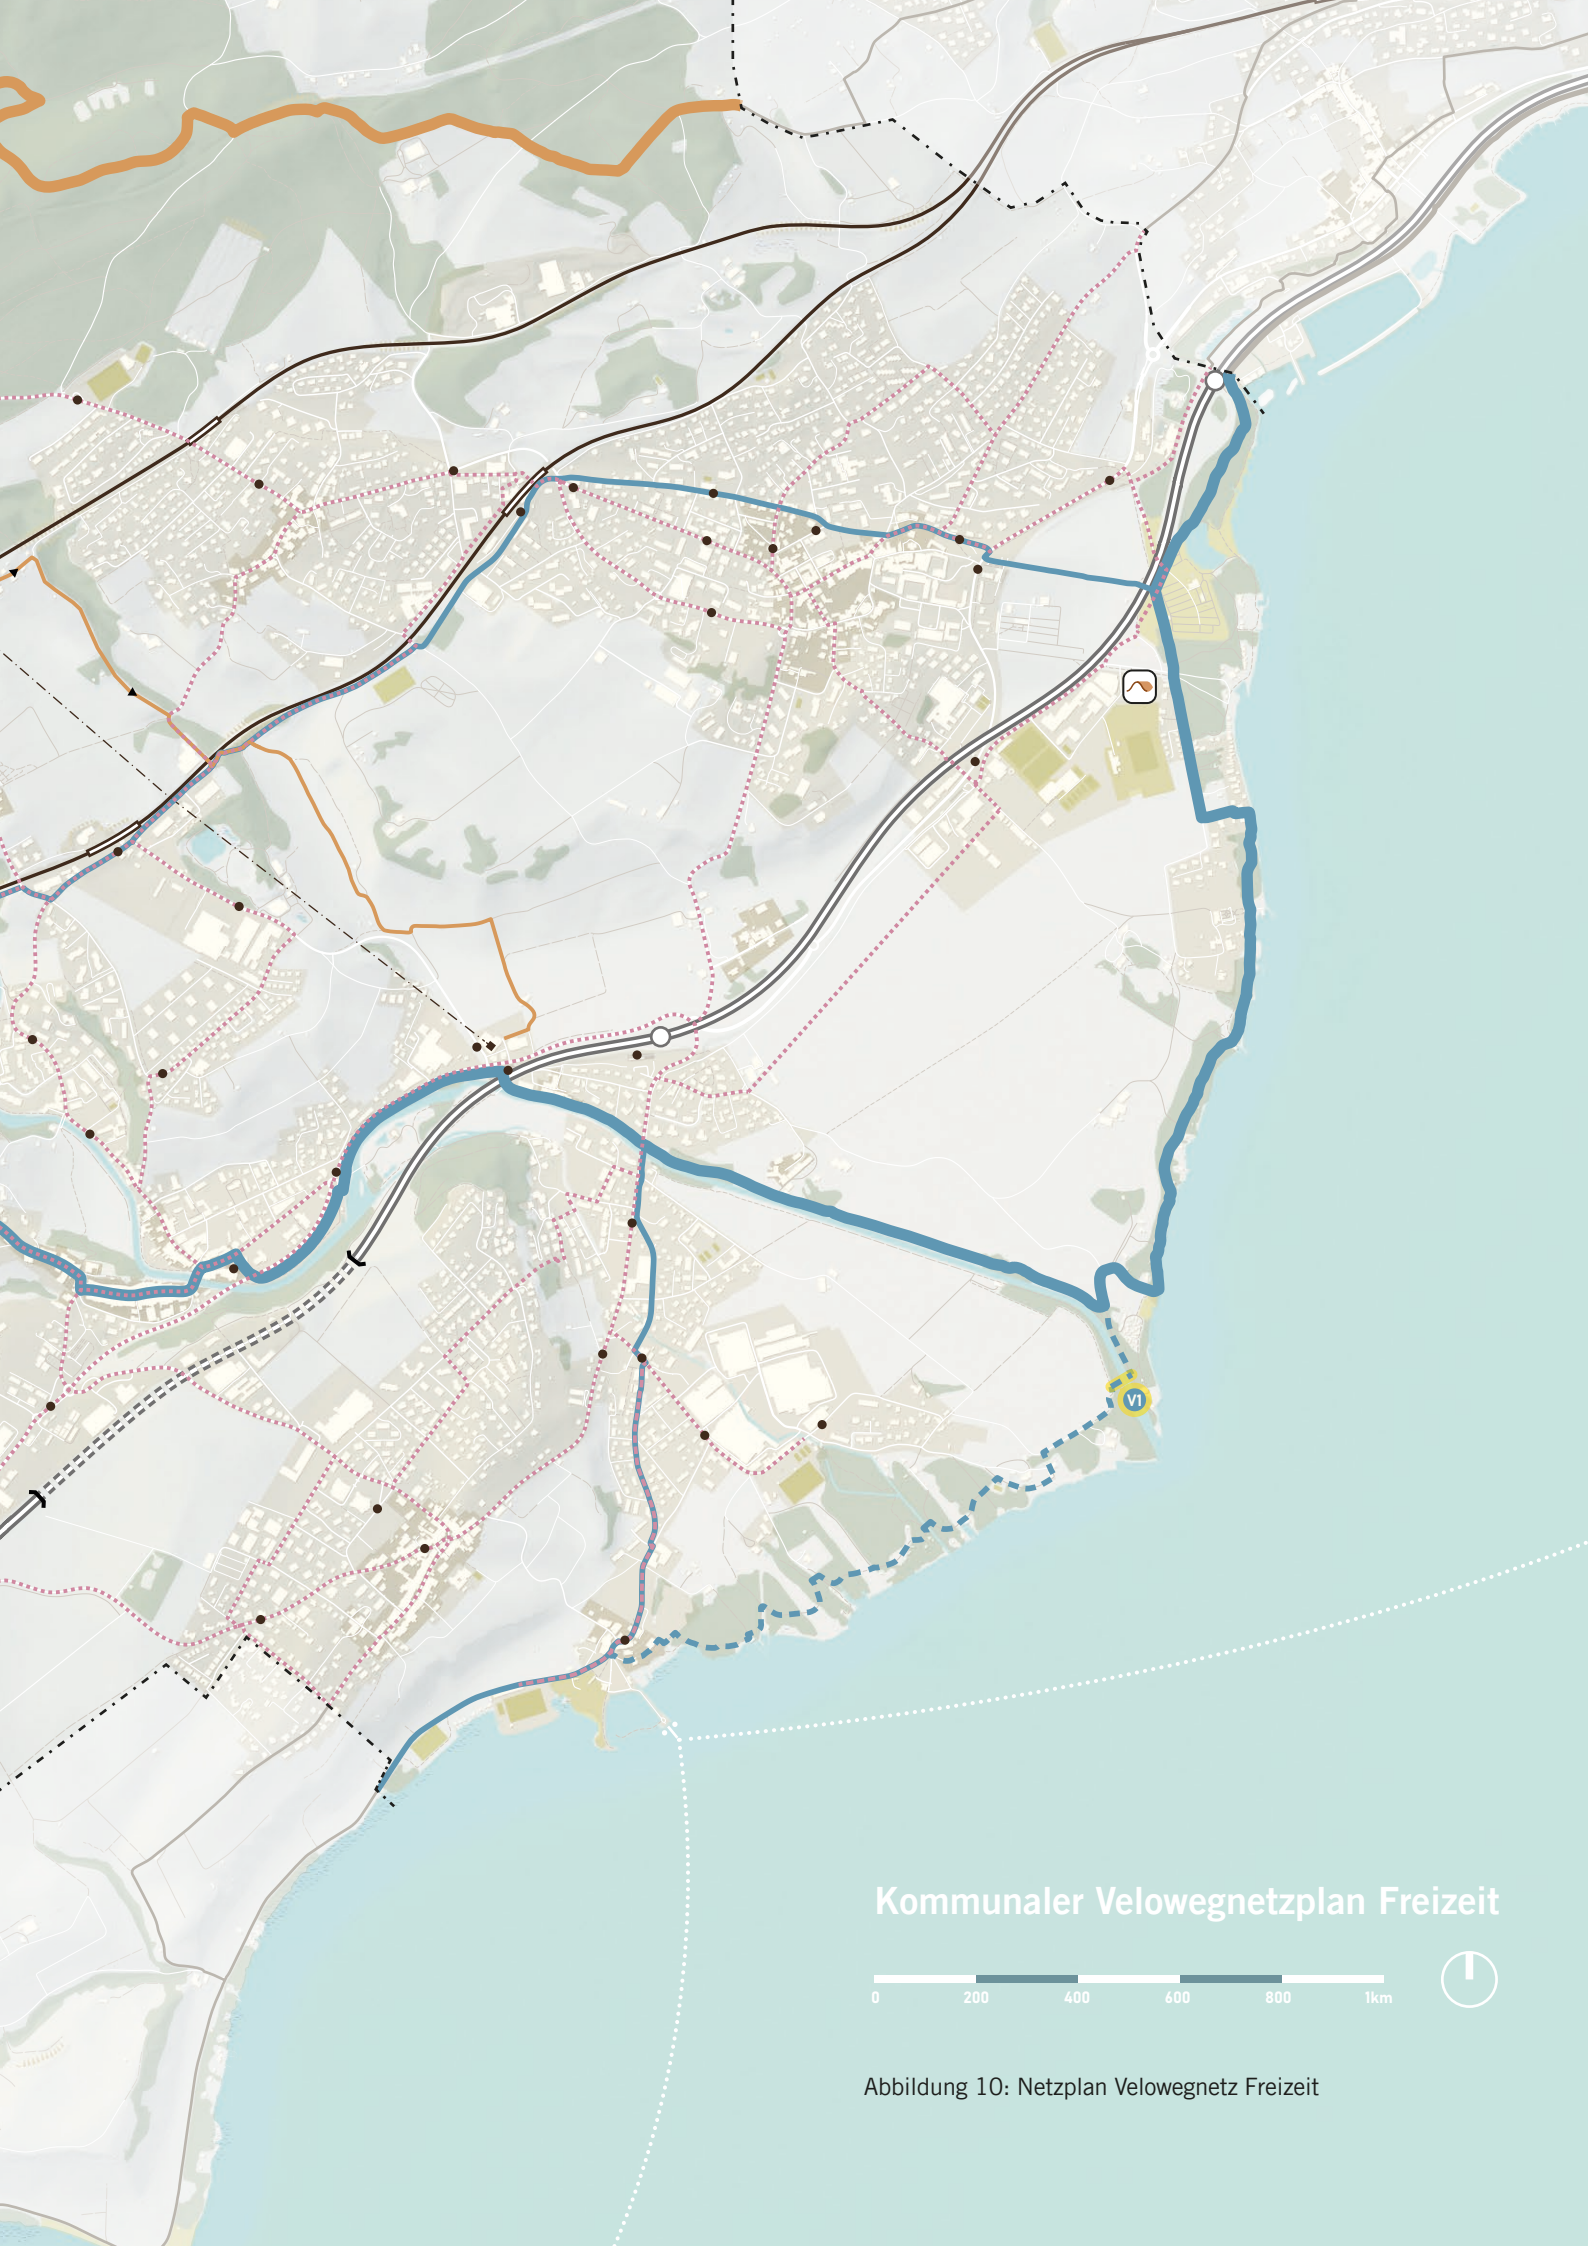 V1
Kommunaler Velowegnetzplan Freizeit
0 200 400 600 800 1km
Abbildung 10: Netzplan Velowegnetz Freizeit